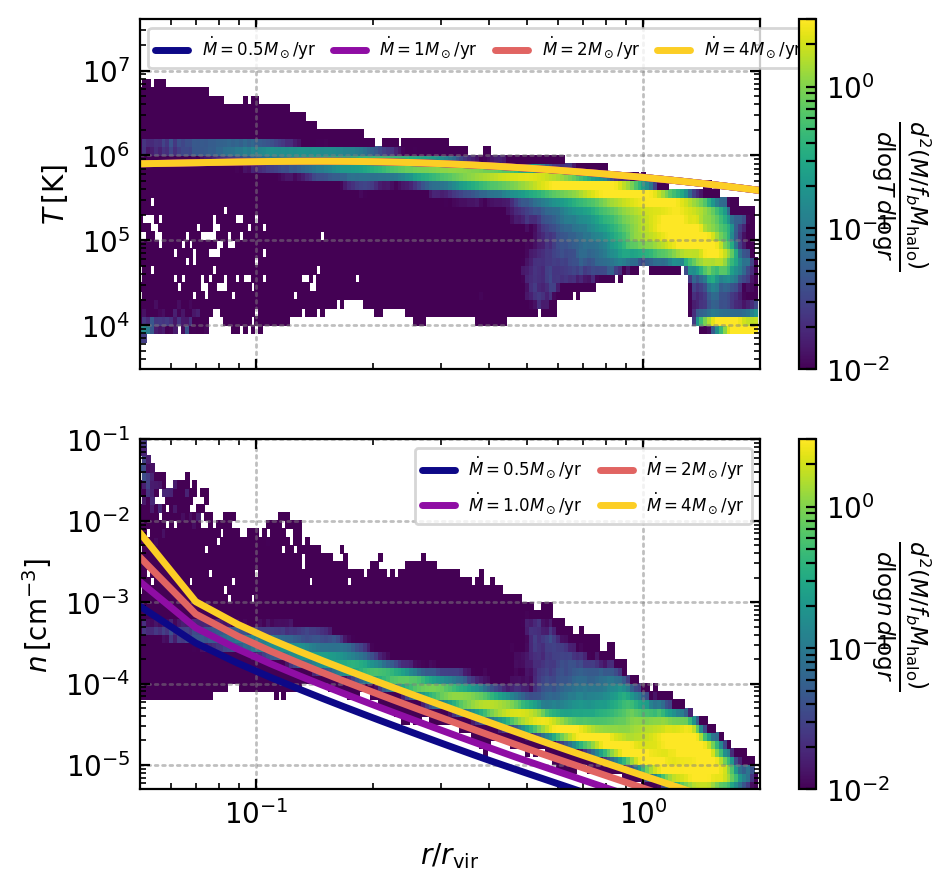 Ṁ = 0.5M⊙/yr Ṁ = 1M⊙/yr Ṁ = 2M⊙/yr Ṁ = 4M⊙/yr
10⁷
10⁶
10⁵
10⁴
T [K]
10⁰
10⁻¹
10⁻²
d²(M/f_b M_halo)
dlogT dlogr
Ṁ = 0.5M⊙/yr Ṁ = 2M⊙/yr
Ṁ = 1.0M⊙/yr Ṁ = 4M⊙/yr
10⁻¹
10⁻²
10⁻³
10⁻⁴
10⁻⁵
n [cm⁻³]
10⁻¹ 10⁰
r/r_vir
10⁰
10⁻¹
10⁻²
d²(M/f_b M_halo)
dlogn dlogr